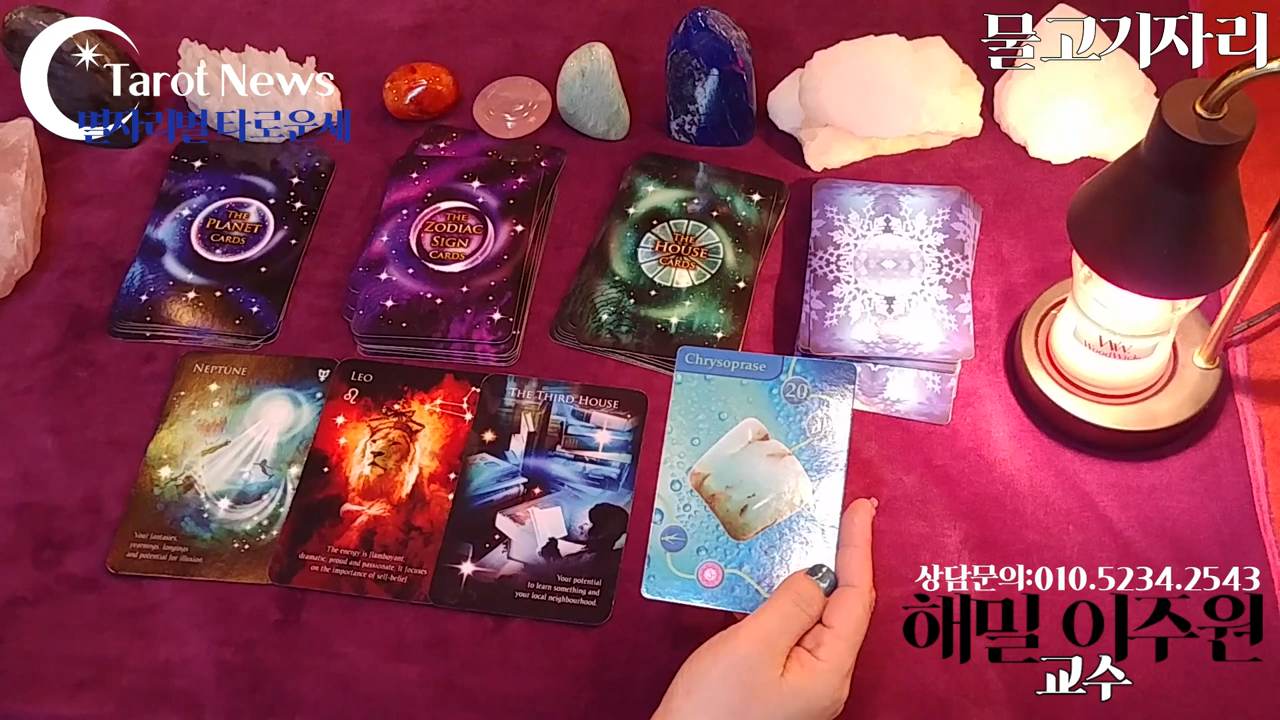 Tarot News
별자리별 타로운세
물고기자리
THE
PLANET
CARDS
THE
ZODIAC
SIGN
CARDS
THE
HOUSE
CARDS
WW
WoodWick
NEPTUNE
Your fantasies,
yearnings, longings
and potential for illusion.
LEO
The energy is flamboyant,
dramatic, proud and passionate. It focuses
on the importance of self-belief
THE THIRD HOUSE
Your potential
to learn something and
your local neighbourhood.
Chrysoprase
20
상담문의:010.5234.2543
해밀 이주원
교수